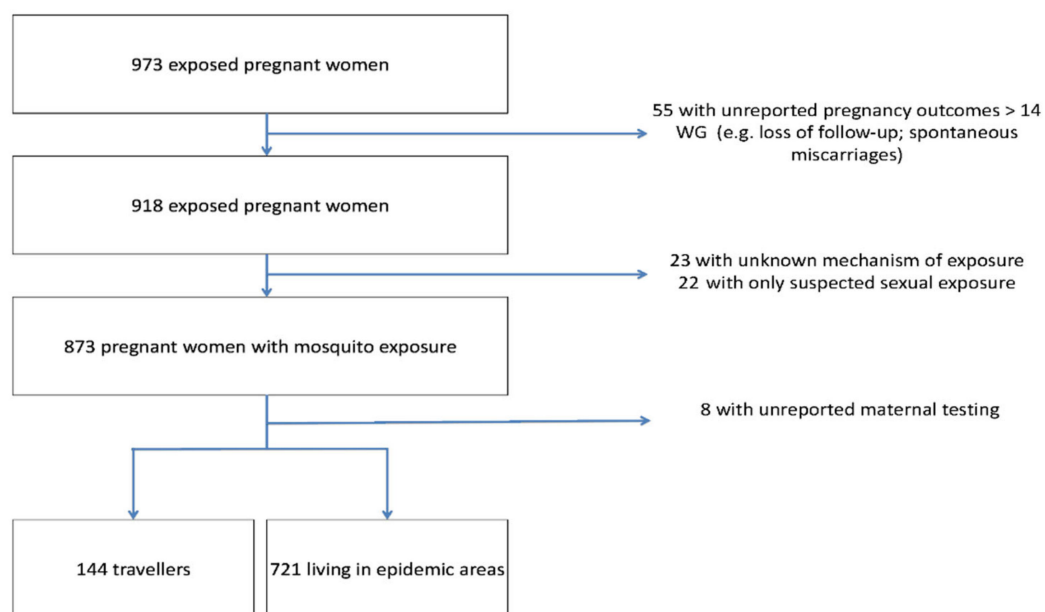 973 exposed pregnant women
55 with unreported pregnancy outcomes > 14
WG (e.g. loss of follow-up; spontaneous
miscarriages)
918 exposed pregnant women
23 with unknown mechanism of exposure
22 with only suspected sexual exposure
873 pregnant women with mosquito exposure
8 with unreported maternal testing
144 travellers
721 living in epidemic areas